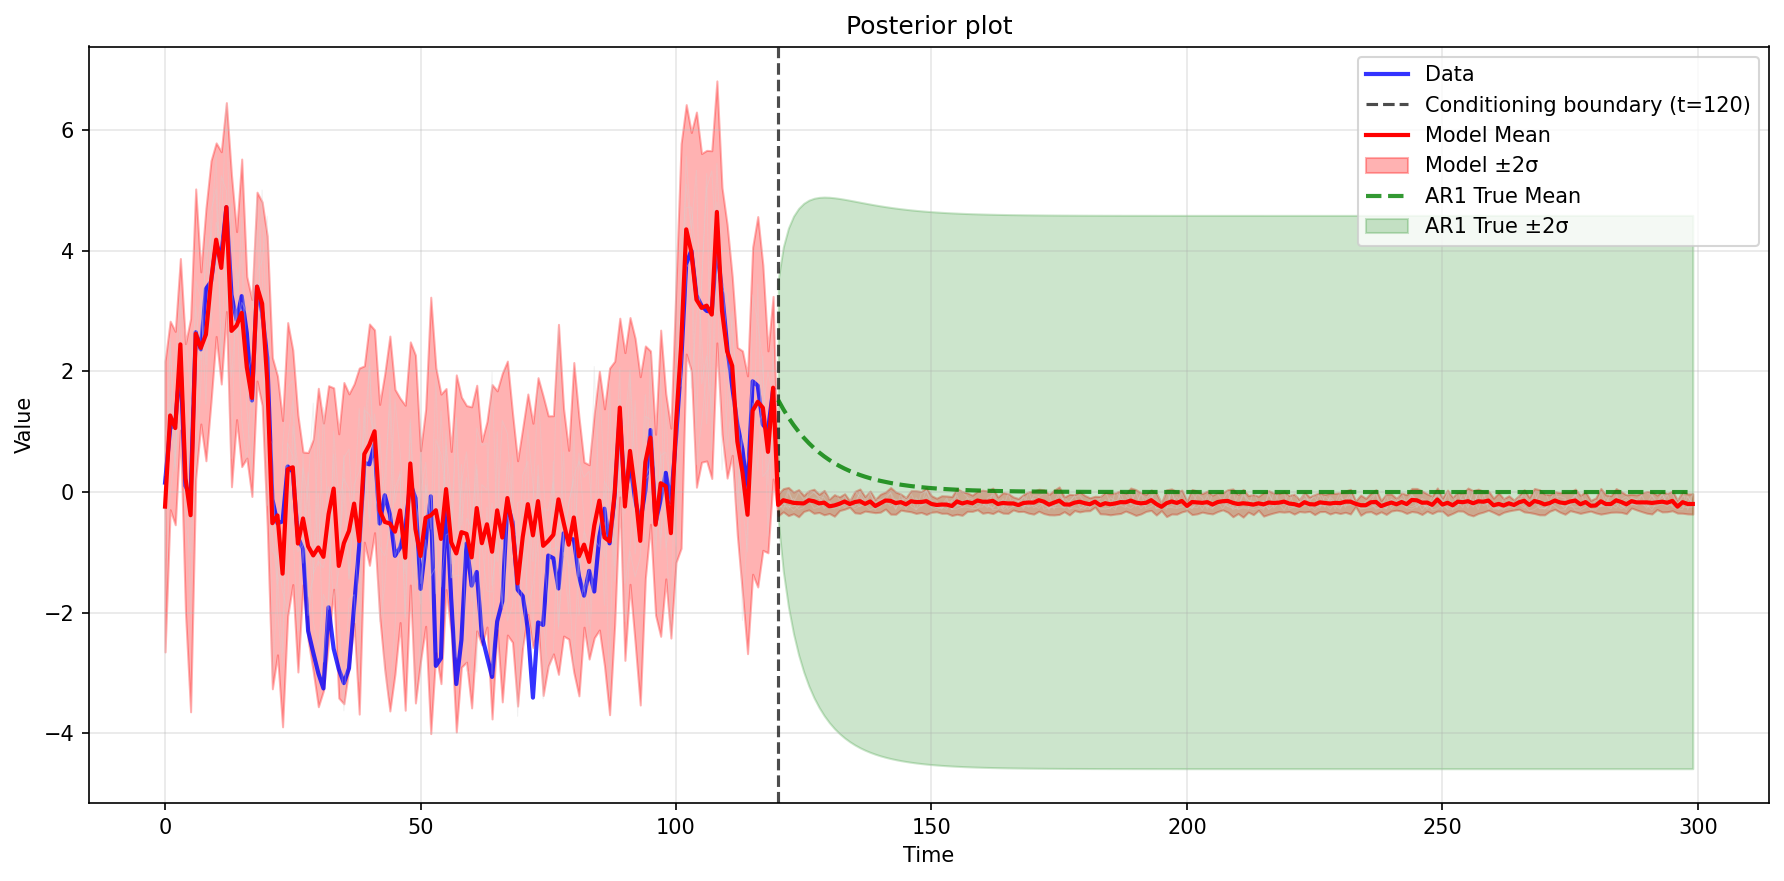 Posterior plot
Data
Conditioning boundary (t=120)
Model Mean
Model ±2σ
AR1 True Mean
AR1 True ±2σ
Value
6
4
2
0
−2
−4
0 50 100 150 200 250 300
Time